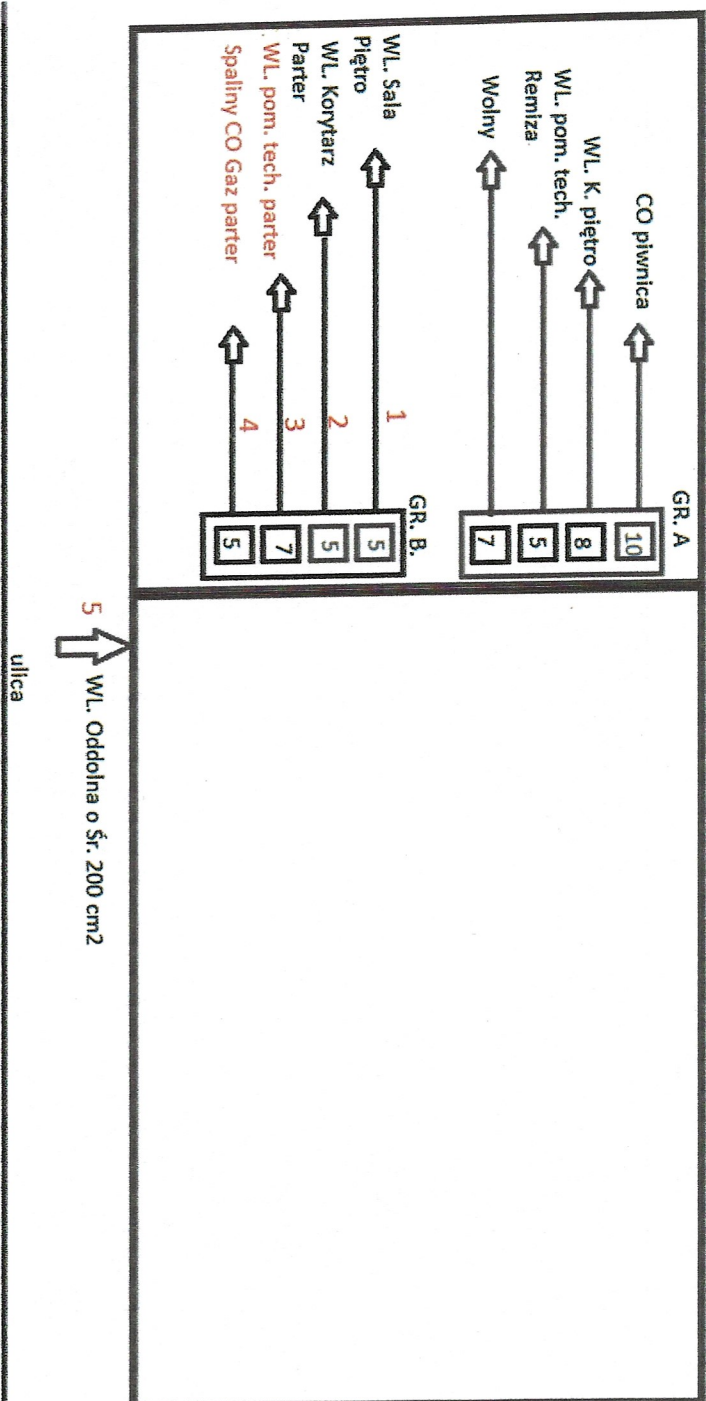 GR. A
CO piwnica
10
WL. K. piętro
8
WL. pom. tech.
Remiza
5
Wolny
7
GR. B.
WL. Sala
Piętro
1
5
WL. Korytarz
Parter
2
5
WL. pom. tech. parter
3
7
Spaliny CO Gaz parter
4
5
5
WL. Oddolna o Śr. 200 cm2
ulica